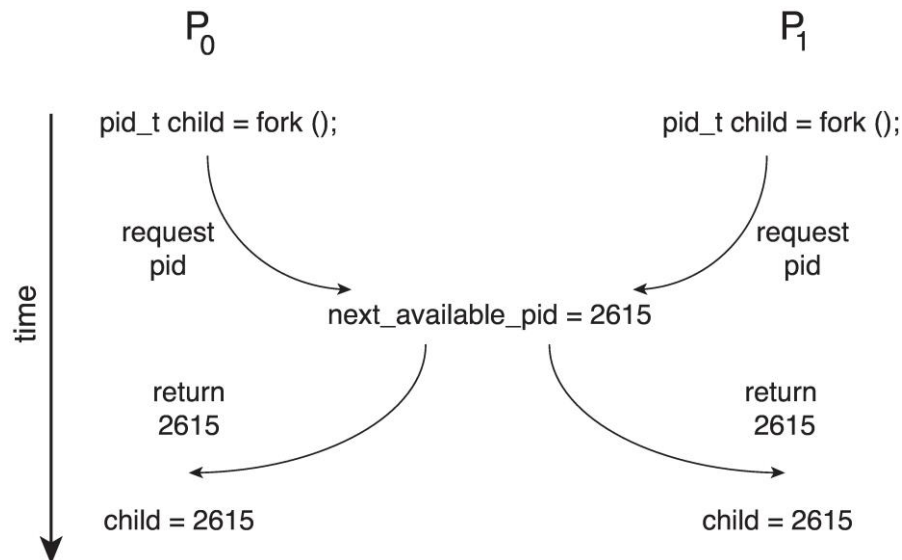 P0 P1
pid_t child = fork (); pid_t child = fork ();
request request
pid pid
next_available_pid = 2615
time
return return
2615 2615
child = 2615 child = 2615